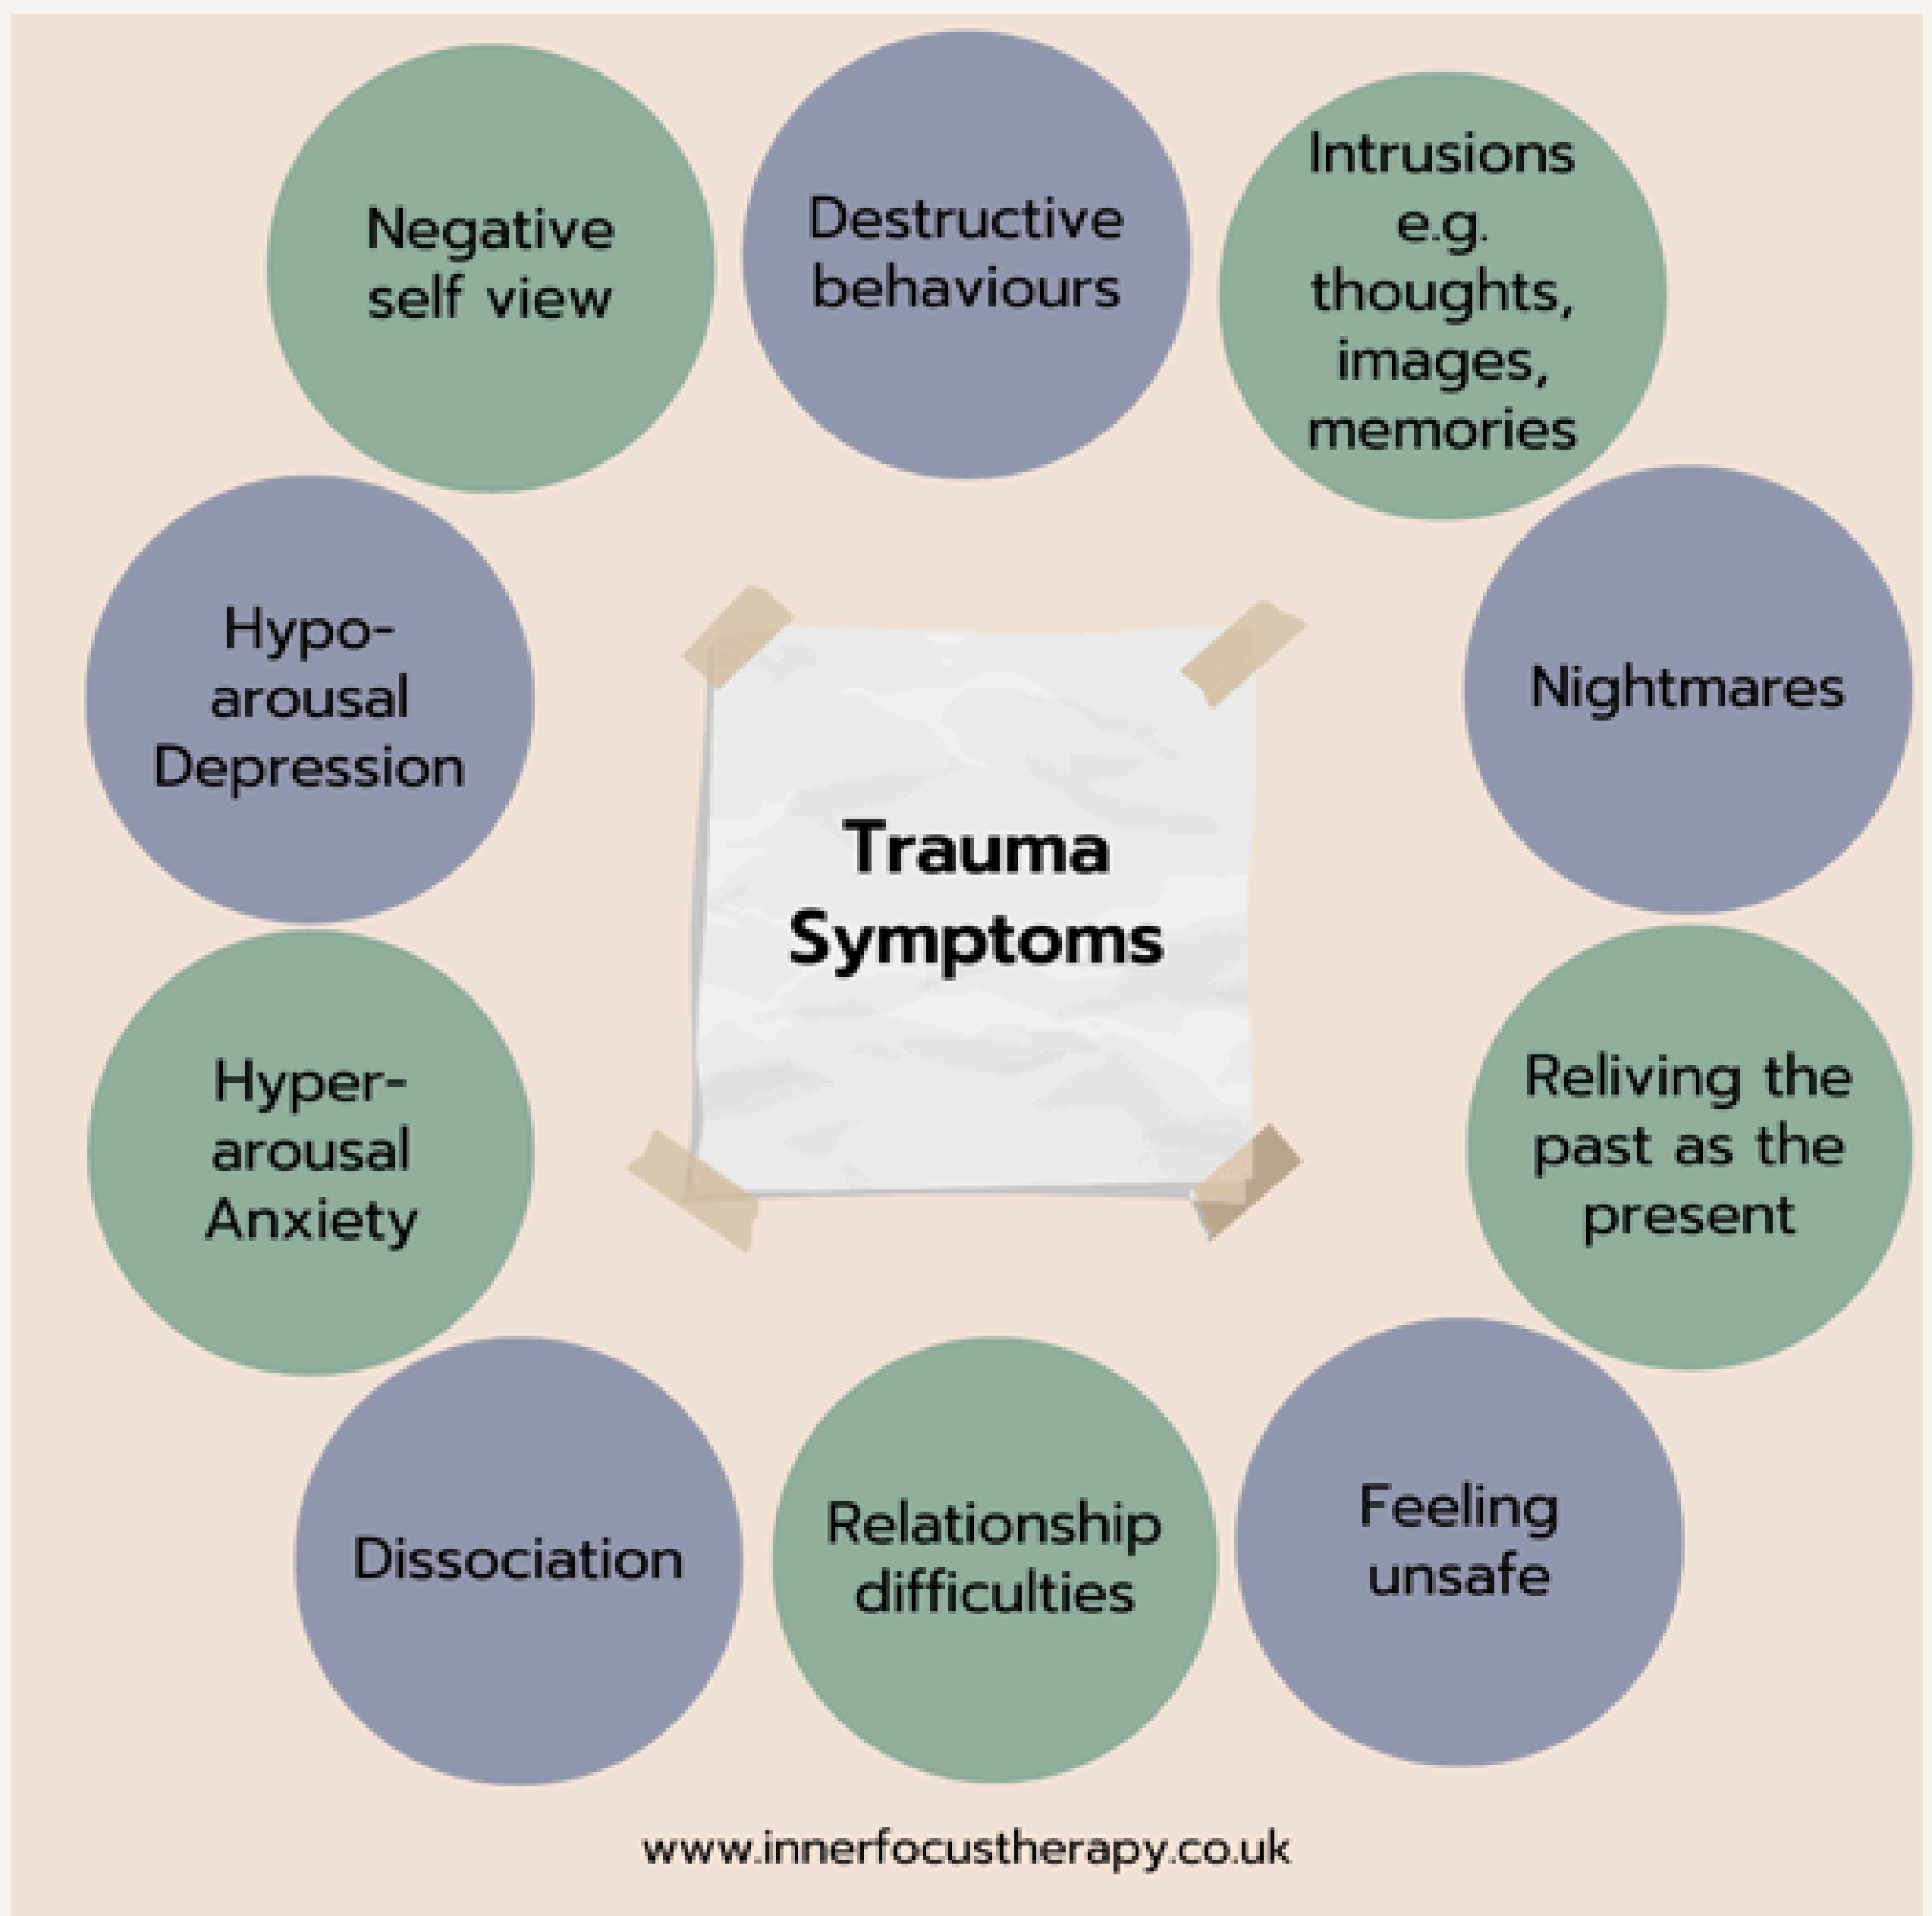 Negative
self view
Destructive
behaviours
Intrusions
e.g.
thoughts,
images,
memories
Hypo-
arousal
Depression
Nightmares
Trauma
Symptoms
Hyper-
arousal
Anxiety
Reliving the
past as the
present
Dissociation
Relationship
difficulties
Feeling
unsafe
www.innerfocustherapy.co.uk